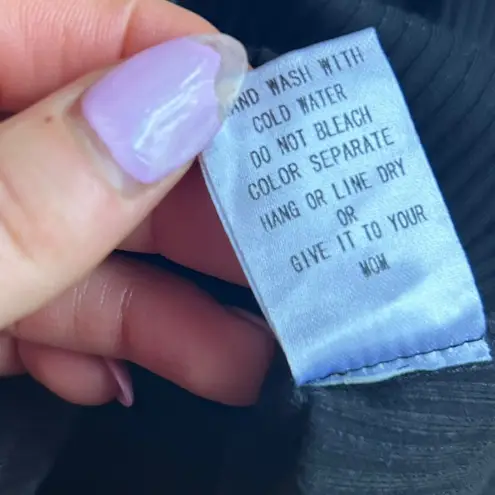 AND WASH WITH
COLD WATER
DO NOT BLEACH
COLOR SEPARATE
HANG OR LINE DRY
OR
GIVE IT TO YOUR
MOM